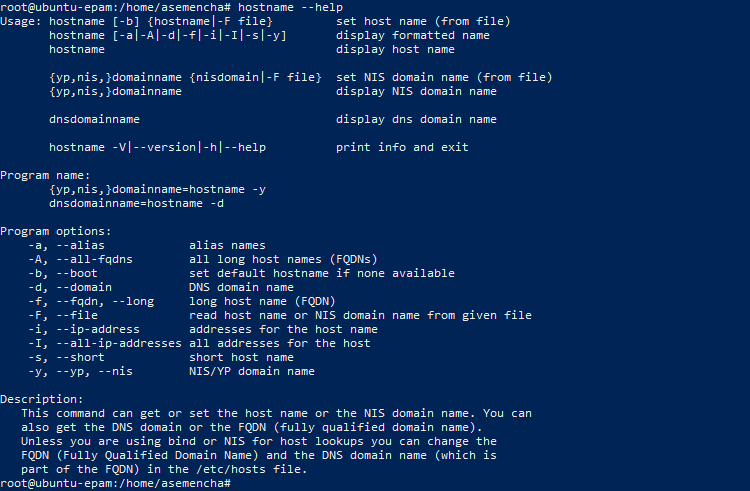 root@ubuntu-epam:/home/asemencha# hostname --help
Usage: hostname [-b] {hostname|-F file}         set host name (from file)
       hostname [-a|-A|-d|-f|-i|-I|-s|-y]       display formatted name
       hostname                                 display host name

       {yp,nis,}domainname {nisdomain|-F file}  set NIS domain name (from file)
       {yp,nis,}domainname                      display NIS domain name

       dnsdomainname                            display dns domain name

       hostname -V|--version|-h|--help          print info and exit

Program name:
       {yp,nis,}domainname=hostname -y
       dnsdomainname=hostname -d

Program options:
    -a, --alias            alias names
    -A, --all-fqdns        all long host names (FQDNs)
    -b, --boot             set default hostname if none available
    -d, --domain           DNS domain name
    -f, --fqdn, --long     long host name (FQDN)
    -F, --file             read host name or NIS domain name from given file
    -i, --ip-address       addresses for the host name
    -I, --all-ip-addresses all addresses for the host
    -s, --short            short host name
    -y, --yp, --nis        NIS/YP domain name

Description:
   This command can get or set the host name or the NIS domain name. You can
   also get the DNS domain or the FQDN (fully qualified domain name).
   Unless you are using bind or NIS for host lookups you can change the
   FQDN (Fully Qualified Domain Name) and the DNS domain name (which is
   part of the FQDN) in the /etc/hosts file.
root@ubuntu-epam:/home/asemencha#